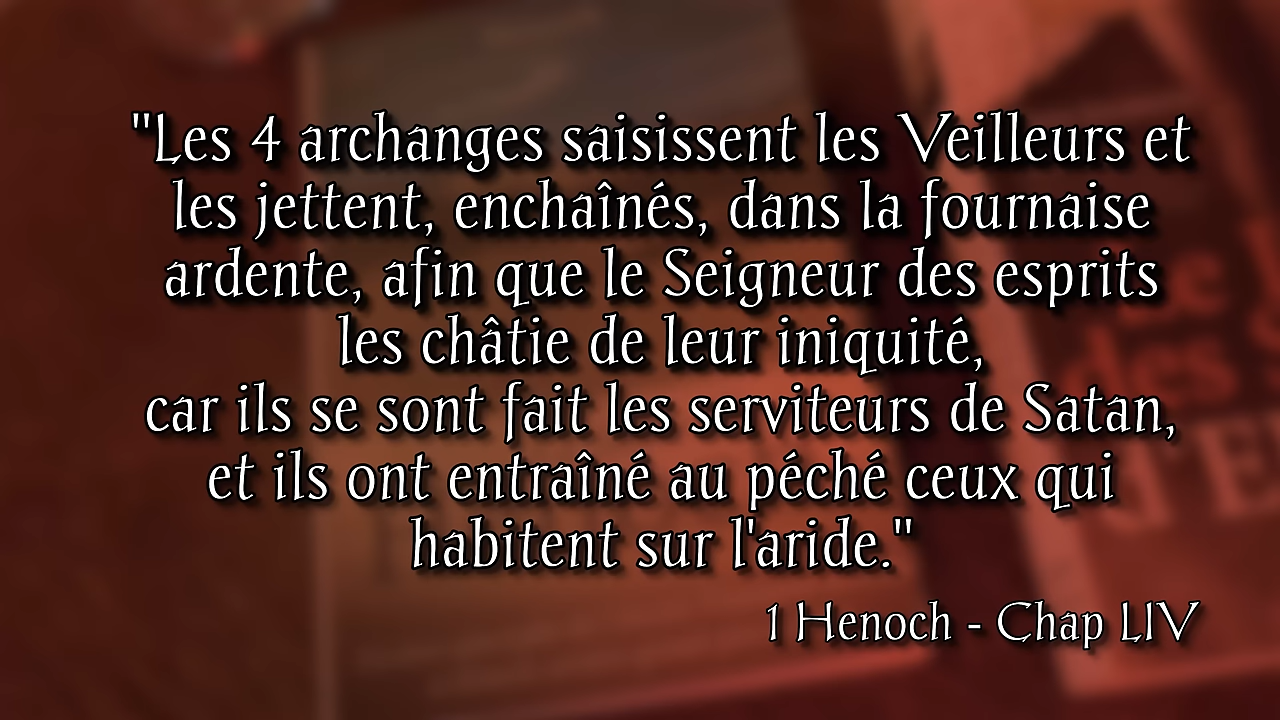 "Les 4 archanges saisissent les Veilleurs et
les jettent, enchaînés, dans la fournaise
ardente, afin que le Seigneur des esprits
les châtie de leur iniquité,
car ils se sont fait les serviteurs de Satan,
et ils ont entraîné au péché ceux qui
habitent sur l'aride."
1 Henoch - Chap LIV